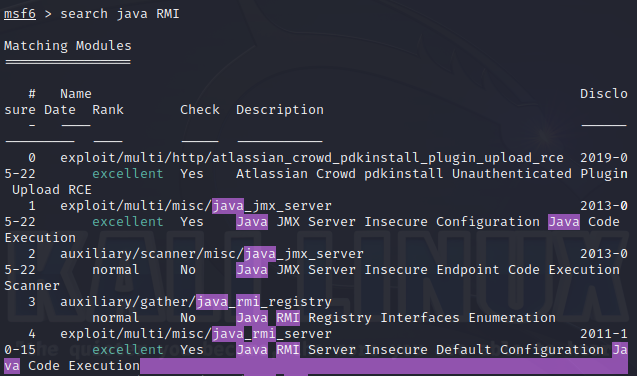 msf6 > search java RMI
Matching Modules
================
# Name Disclo
sure Date Rank Check Description
- ---- ------
--------- ---- ----- -----------
0 exploit/multi/http/atlassian_crowd_pdkinstall_plugin_upload_rce 2019-0
5-22 excellent Yes Atlassian Crowd pdkinstall Unauthenticated Plugin
Upload RCE
1 exploit/multi/misc/java_jmx_server 2013-0
5-22 excellent Yes Java JMX Server Insecure Configuration Java Code
Execution
2 auxiliary/scanner/misc/java_jmx_server 2013-0
5-22 normal No Java JMX Server Insecure Endpoint Code Execution
Scanner
3 auxiliary/gather/java_rmi_registry
normal No Java RMI Registry Interfaces Enumeration
4 exploit/multi/misc/java_rmi_server 2011-1
0-15 excellent Yes Java RMI Server Insecure Default Configuration Ja
va Code Execution
KALI LINUX